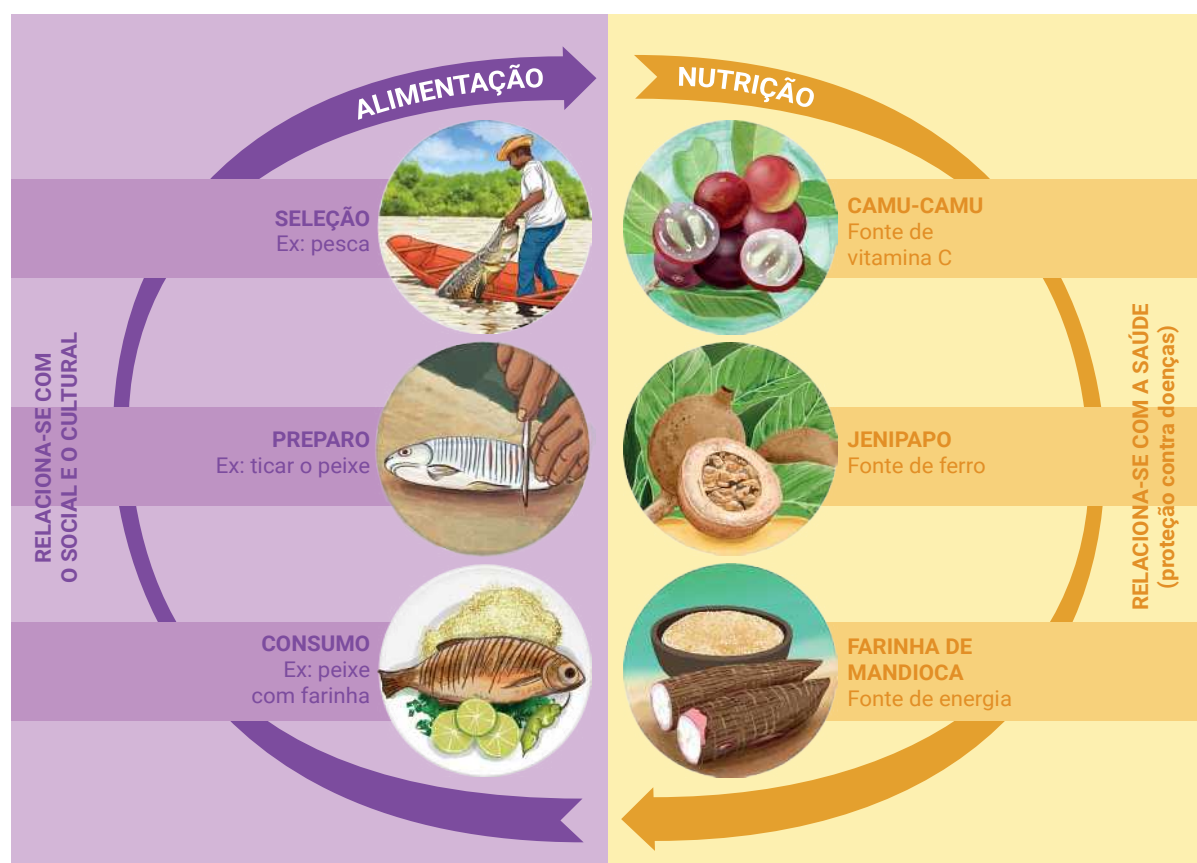 ALIMENTAÇÃO
SELEÇÃO
Ex: pesca
PREPARO
Ex: ticar o peixe
CONSUMO
Ex: peixe
com farinha
RELACIONA-SE COM
O SOCIAL E O CULTURAL
NUTRIÇÃO
CAMU-CAMU
Fonte de
vitamina C
JENIPAPO
Fonte de ferro
FARINHA DE
MANDIOCA
Fonte de energia
RELACIONA-SE COM A SAÚDE
(proteção contra doenças)